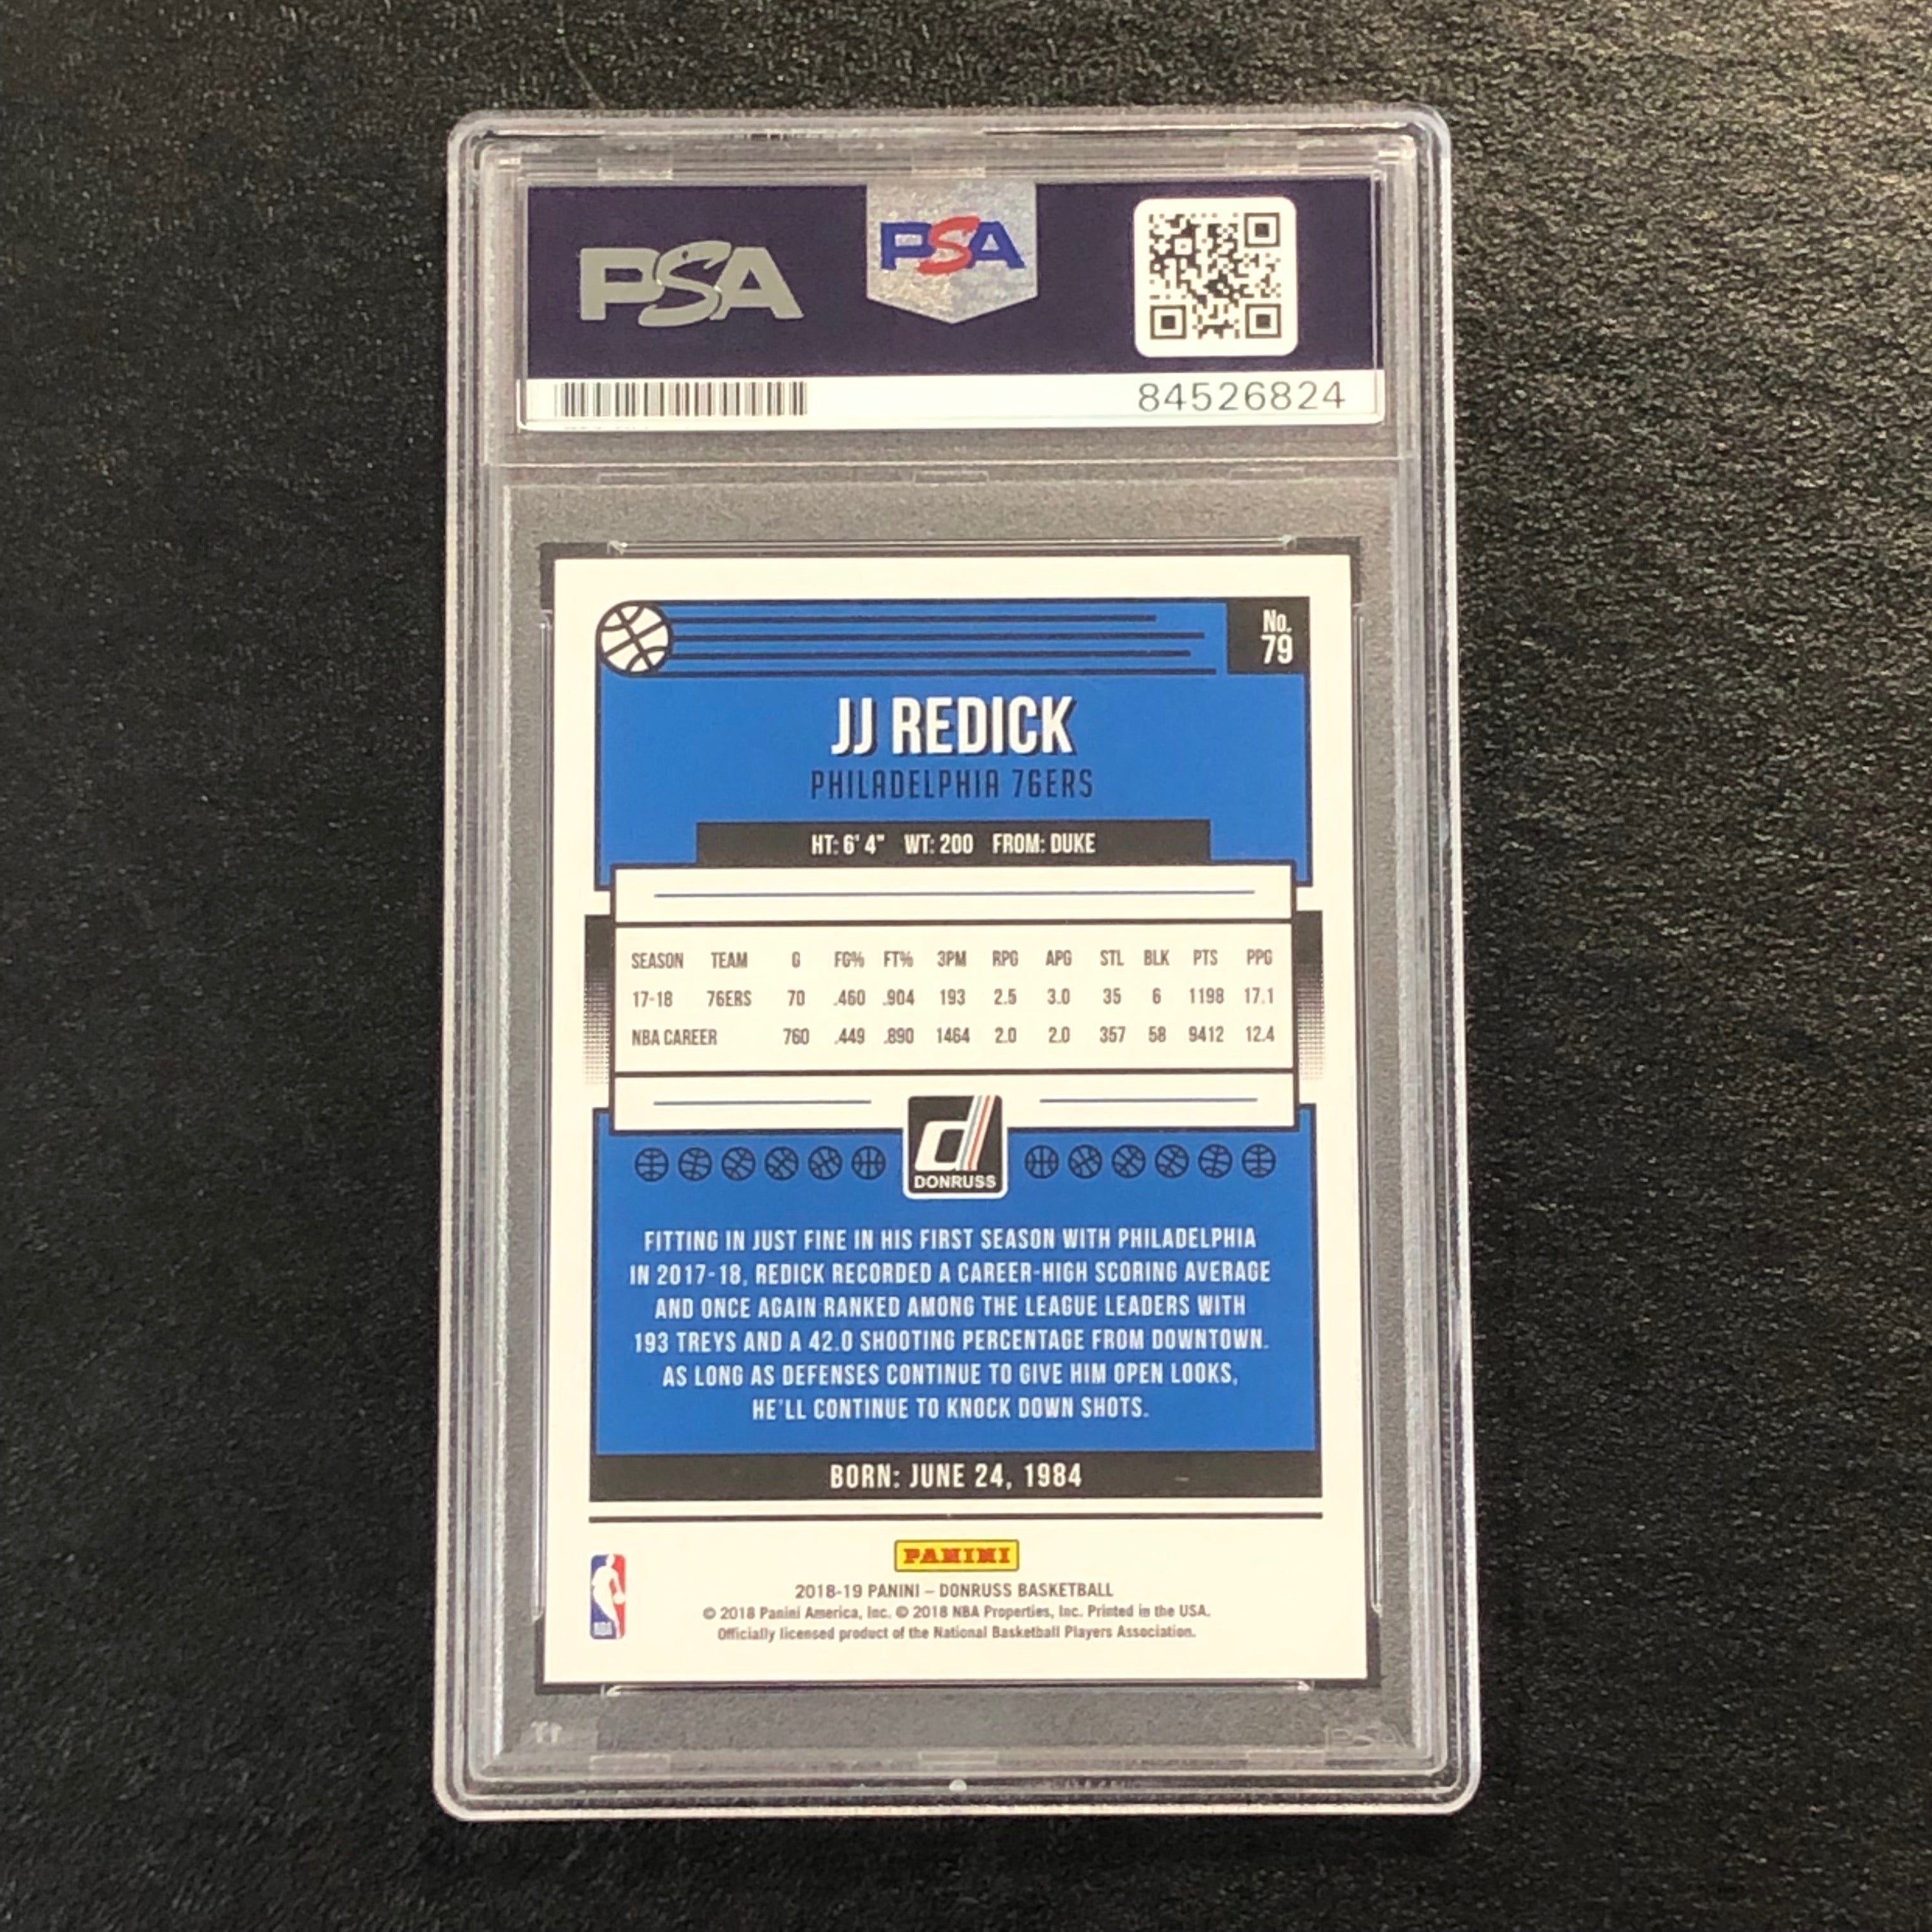 PSA
PSA
84526824
No.
79
JJ REDICK
PHILADELPHIA 76ERS
HT: 6' 4" WT: 200 FROM: DUKE
SEASON TEAM G FG% FT% 3PM RPG APG STL BLK PTS PPG
17-18 76ERS 70 .460 .904 193 2.5 3.0 35 6 1198 17.1
NBA CAREER 760 .449 .890 1464 2.0 2.0 357 58 9412 12.4
d
DONRUSS
FITTING IN JUST FINE IN HIS FIRST SEASON WITH PHILADELPHIA
IN 2017-18, REDICK RECORDED A CAREER-HIGH SCORING AVERAGE
AND ONCE AGAIN RANKED AMONG THE LEAGUE LEADERS WITH
193 TREYS AND A 42.0 SHOOTING PERCENTAGE FROM DOWNTOWN.
AS LONG AS DEFENSES CONTINUE TO GIVE HIM OPEN LOOKS,
HE'LL CONTINUE TO KNOCK DOWN SHOTS.
BORN: JUNE 24, 1984
PANINI
NBA
2018-19 PANINI – DONRUSS BASKETBALL
© 2018 Panini America, Inc. © 2018 NBA Properties, Inc. Printed in the USA.
Officially licensed product of the National Basketball Players Association.
PSA